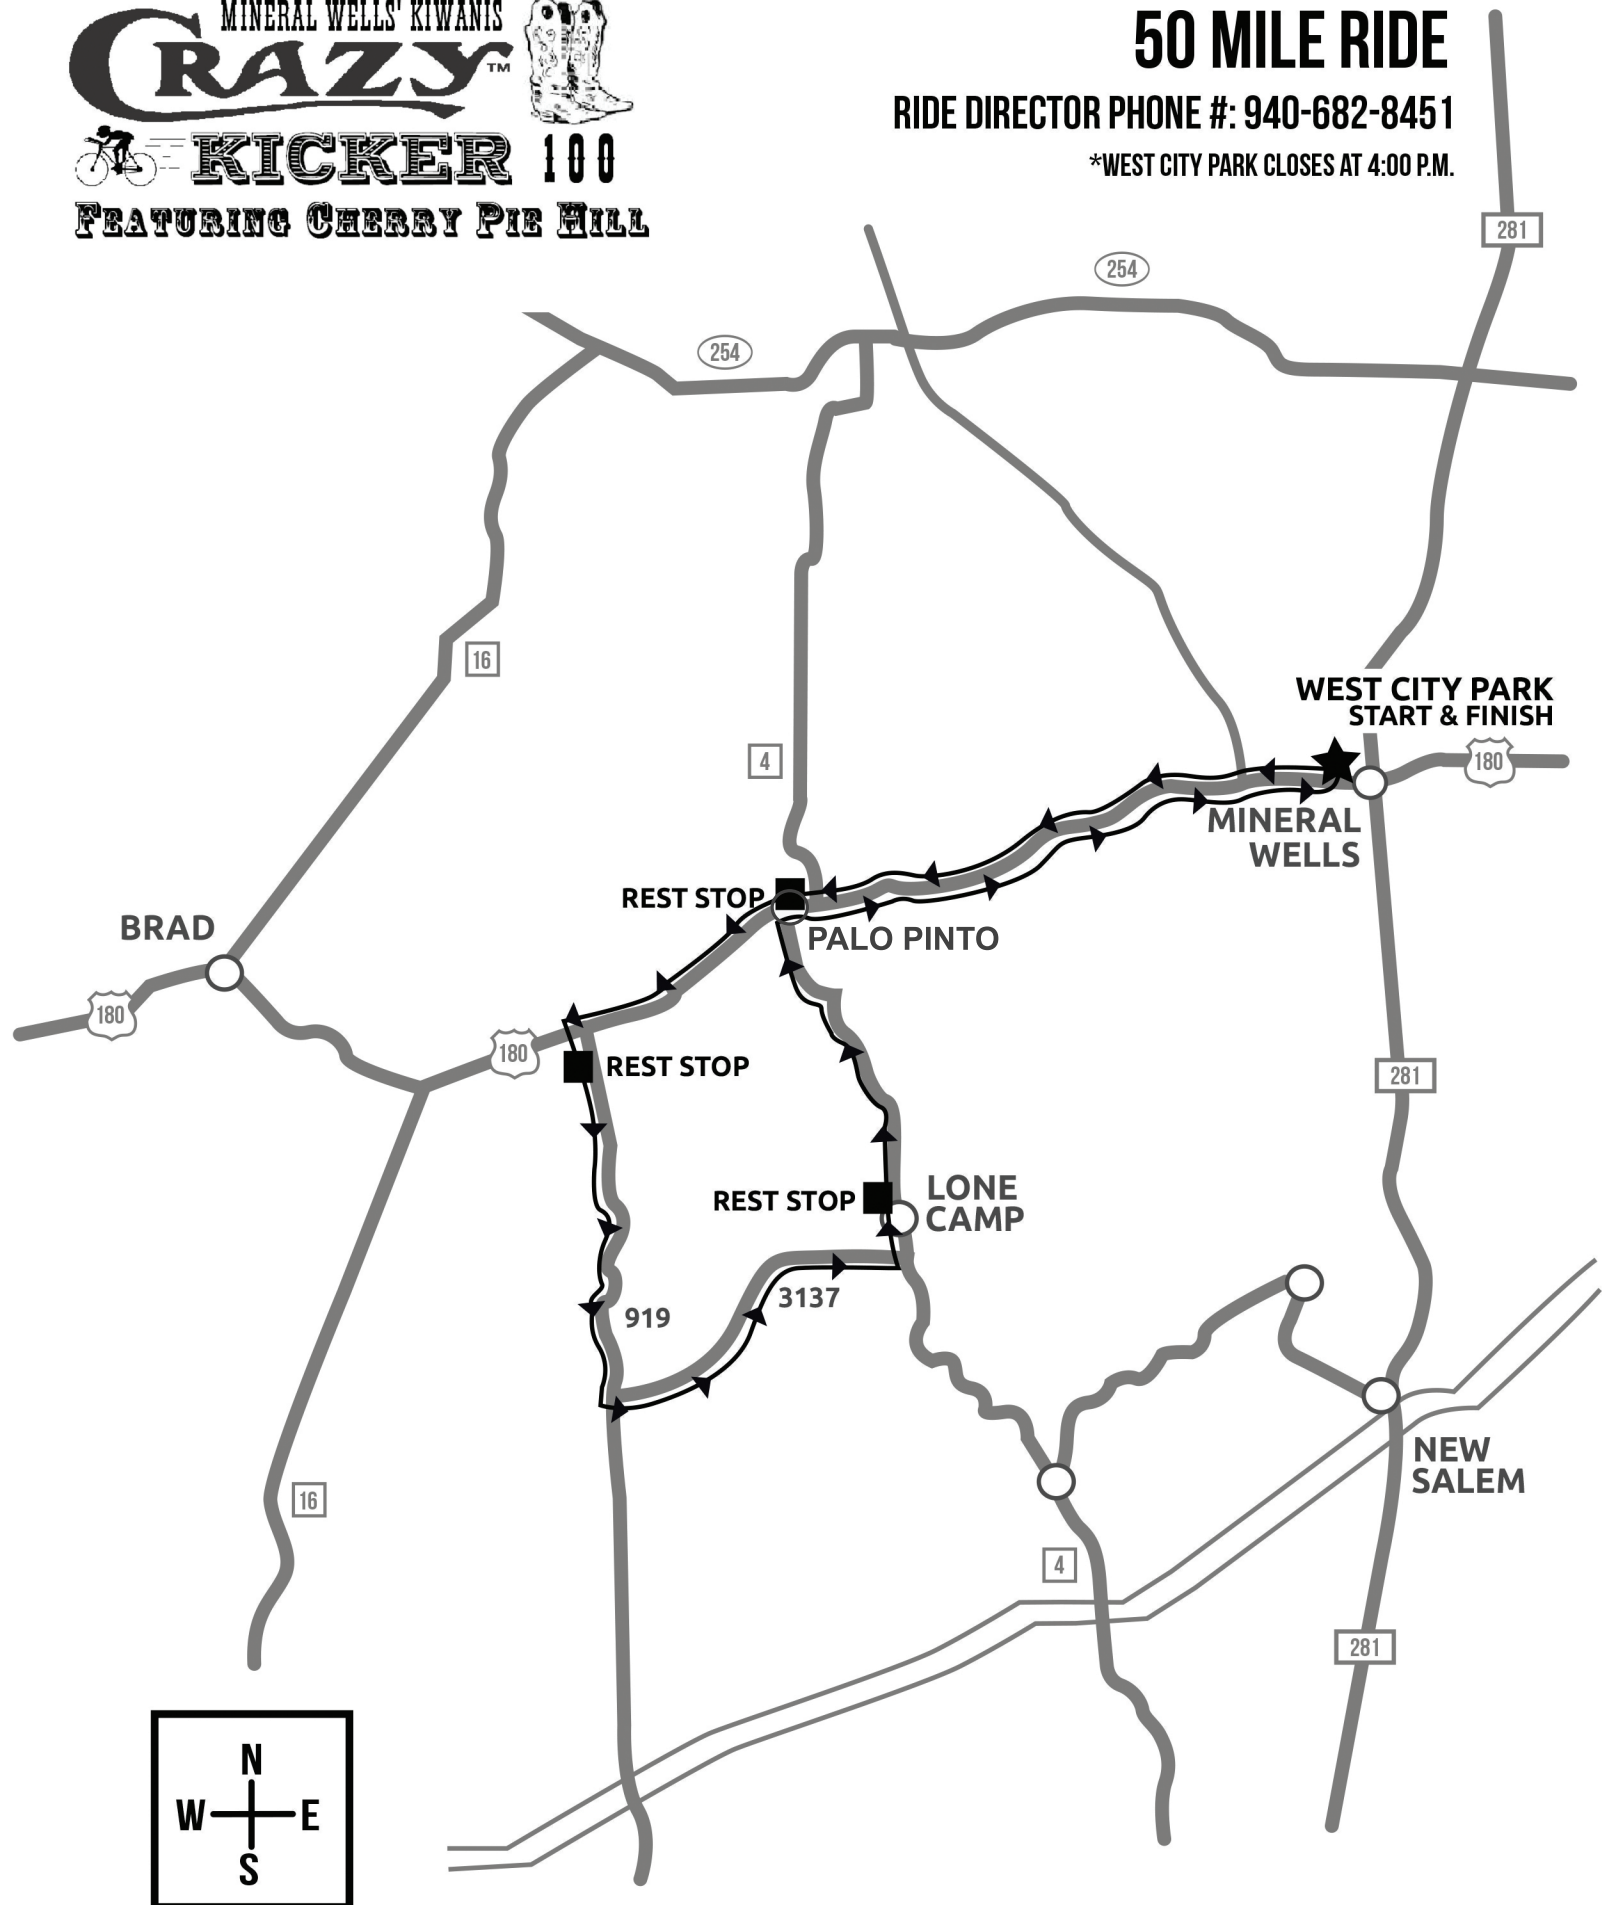 MINERAL WELLS' KIWANIS
CRAZY™
KICKER 100
FEATURING CHERRY PIE HILL
50 MILE RIDE
RIDE DIRECTOR PHONE #: 940-682-8451
*WEST CITY PARK CLOSES AT 4:00 P.M.
281
254
254
16
WEST CITY PARK
START & FINISH
4
180
MINERAL
WELLS
REST STOP
BRAD
PALO PINTO
180
180
REST STOP
281
LONE
CAMP
REST STOP
3137
919
NEW
SALEM
16
4
281
N
W E
S